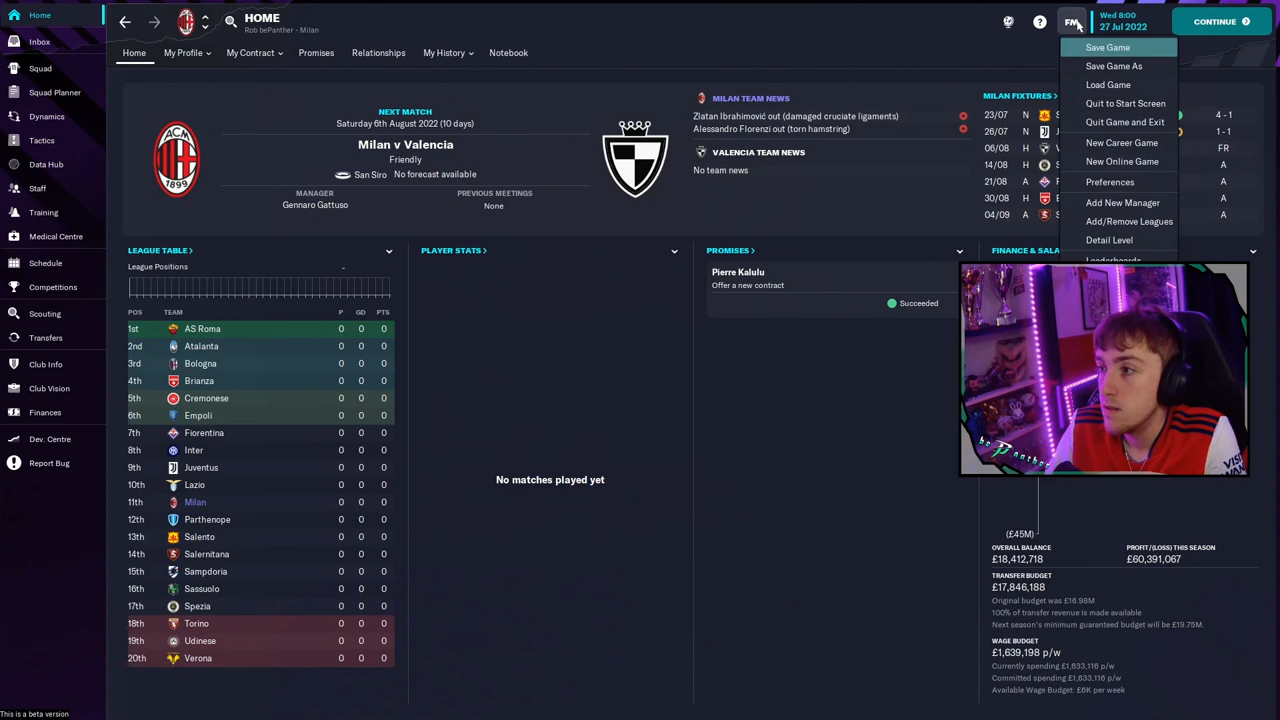 Home
Inbox
Squad
Squad Planner
Dynamics
Tactics
Data Hub
Staff
Training
Medical Centre
Schedule
Competitions
Scouting
Transfers
Club Info
Club Vision
Finances
Dev. Centre
Report Bug
This is a beta version
HOME
Rob bePanther - Milan
FM
Wed 8:00
27 Jul 2022
CONTINUE
Home My Profile My Contract Promises Relationships My History Notebook
Save Game
Save Game As
Load Game
Quit to Start Screen
Quit Game and Exit
New Career Game
New Online Game
Preferences
Add New Manager
Add/Remove Leagues
Detail Level
Leaderboards
ACM
1899
NEXT MATCH
Saturday 6th August 2022 (10 days)
Milan v Valencia
Friendly
San Siro No forecast available
MANAGER
Gennaro Gattuso
PREVIOUS MEETINGS
None
MILAN TEAM NEWS
Zlatan Ibrahimović out (damaged cruciate ligaments)
Alessandro Florenzi out (torn hamstring)
VALENCIA TEAM NEWS
No team news
MILAN FIXTURES >
23/07 N S 4 - 1
26/07 N J 1 - 1
06/08 H V FR
14/08 H S A
21/08 A F A
30/08 H E A
04/09 A S A
LEAGUE TABLE >
League Positions -
POS TEAM P GD PTS
1st AS Roma 0 0 0
2nd Atalanta 0 0 0
3rd Bologna 0 0 0
4th Brianza 0 0 0
5th Cremonese 0 0 0
6th Empoli 0 0 0
7th Fiorentina 0 0 0
8th Inter 0 0 0
9th Juventus 0 0 0
10th Lazio 0 0 0
11th Milan 0 0 0
12th Parthenope 0 0 0
13th Salento 0 0 0
14th Salernitana 0 0 0
15th Sampdoria 0 0 0
16th Sassuolo 0 0 0
17th Spezia 0 0 0
18th Torino 0 0 0
19th Udinese 0 0 0
20th Verona 0 0 0
PLAYER STATS >
No matches played yet
PROMISES >
Pierre Kalulu
Offer a new contract
Succeeded
FINANCE & SALA
be Panther
(£45M)
OVERALL BALANCE
£18,412,718
PROFIT/(LOSS) THIS SEASON
£60,391,067
TRANSFER BUDGET
£17,846,188
Original budget was £16.98M
100% of transfer revenue is made available
Next season's minimum guaranteed budget will be £19.75M.
WAGE BUDGET
£1,639,198 p/w
Currently spending £1,633,116 p/w
Committed spending £1,633,116 p/w
Available Wage Budget: £6K per week